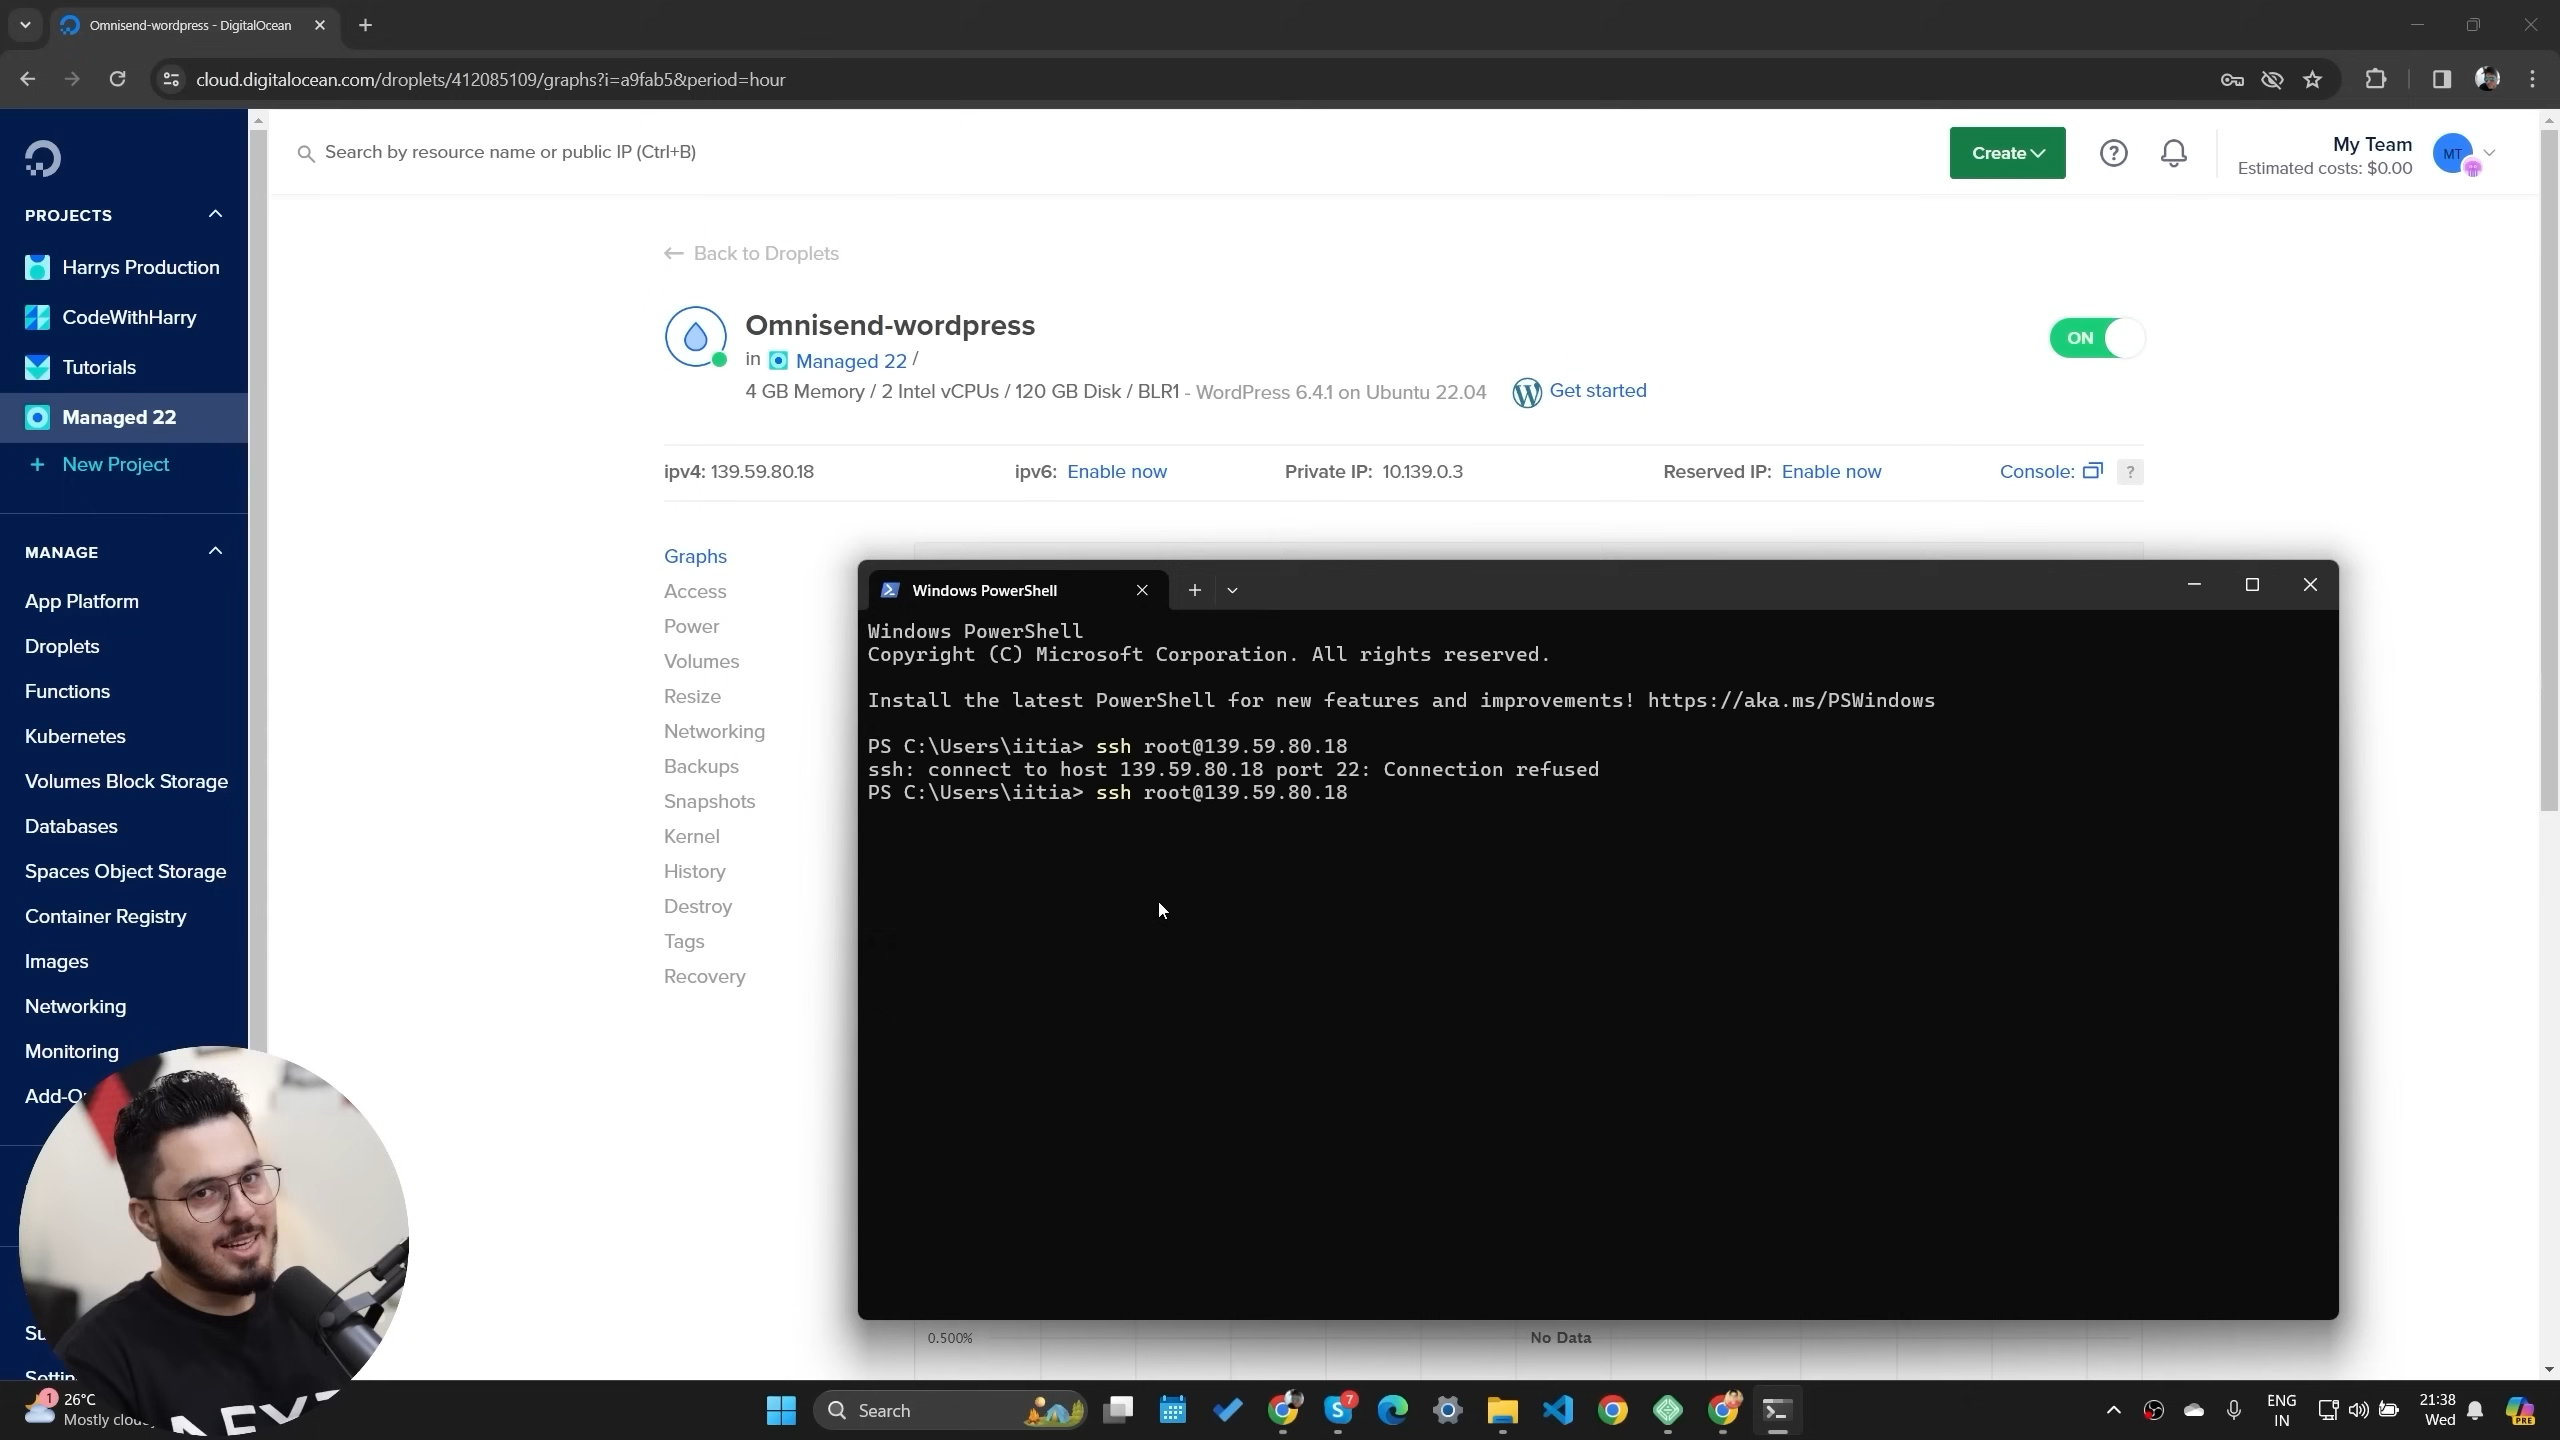 Omnisend-wordpress - DigitalOcean
cloud.digitalocean.com/droplets/412085109/graphs?i=a9fab5&period=hour
Search by resource name or public IP (Ctrl+B)
Create
?
My Team
Estimated costs: $0.00
MT
PROJECTS
Harrys Production
CodeWithHarry
Tutorials
Managed 22
+ New Project
MANAGE
App Platform
Droplets
Functions
Kubernetes
Volumes Block Storage
Databases
Spaces Object Storage
Container Registry
Images
Networking
Monitoring
Add-O
Su
Settin
← Back to Droplets
Omnisend-wordpress
in Managed 22 /
4 GB Memory / 2 Intel vCPUs / 120 GB Disk / BLR1 - WordPress 6.4.1 on Ubuntu 22.04
Get started
ON
ipv4: 139.59.80.18
ipv6: Enable now
Private IP: 10.139.0.3
Reserved IP: Enable now
Console:
?
Graphs
Access
Power
Volumes
Resize
Networking
Backups
Snapshots
Kernel
History
Destroy
Tags
Recovery
Windows PowerShell
Windows PowerShell
Copyright (C) Microsoft Corporation. All rights reserved.
Install the latest PowerShell for new features and improvements! https://aka.ms/PSWindows
PS C:\Users\iitia> ssh root@139.59.80.18
ssh: connect to host 139.59.80.18 port 22: Connection refused
PS C:\Users\iitia> ssh root@139.59.80.18
0.500%
No Data
1
26°C
Mostly clou
Search
S
7
ENG
IN
21:38
Wed
PRE